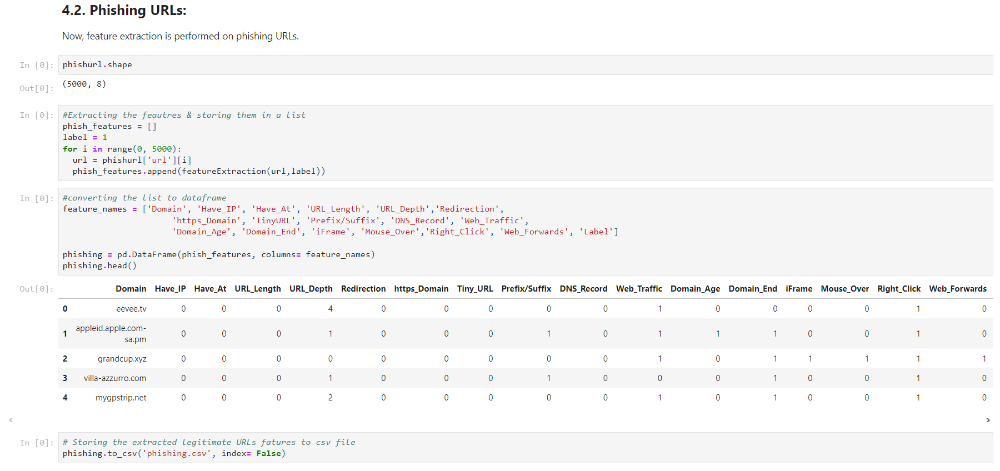 4.2. Phishing URLs:
Now, feature extraction is performed on phishing URLs.
In [0]: phishurl.shape
Out[0]: (5000, 8)
In [0]: #Extracting the feautres & storing them in a list
phish_features = []
label = 1
for i in range(0, 5000):
  url = phishurl['url'][i]
  phish_features.append(featureExtraction(url,label))
In [0]: #converting the list to dataframe
feature_names = ['Domain', 'Have_IP', 'Have_At', 'URL_Length', 'URL_Depth','Redirection',
                      'https_Domain', 'TinyURL', 'Prefix/Suffix', 'DNS_Record', 'Web_Traffic',
                      'Domain_Age', 'Domain_End', 'iFrame', 'Mouse_Over','Right_Click', 'Web_Forwards', 'Label']
phishing = pd.DataFrame(phish_features, columns= feature_names)
phishing.head()
Out[0]: Domain Have_IP Have_At URL_Length URL_Depth Redirection https_Domain Tiny_URL Prefix/Suffix DNS_Record Web_Traffic Domain_Age Domain_End iFrame Mouse_Over Right_Click Web_Forwards
0 eevee.tv 0 0 0 4 0 0 0 0 0 1 0 0 0 0 1 0
appleid.apple.com-
1 sa.pm 0 0 0 1 0 0 0 1 0 1 1 1 0 0 1 0
2 grandcup.xyz 0 0 0 0 0 0 0 0 0 1 0 1 1 1 1 1
3 villa-azzurro.com 0 0 0 1 0 0 0 1 0 0 0 1 0 0 1 0
4 mygpstrip.net 0 0 0 2 0 0 0 0 0 1 0 1 0 0 1 0
In [0]: # Storing the extracted legitimate URLs fatures to csv file
phishing.to_csv('phishing.csv', index= False)